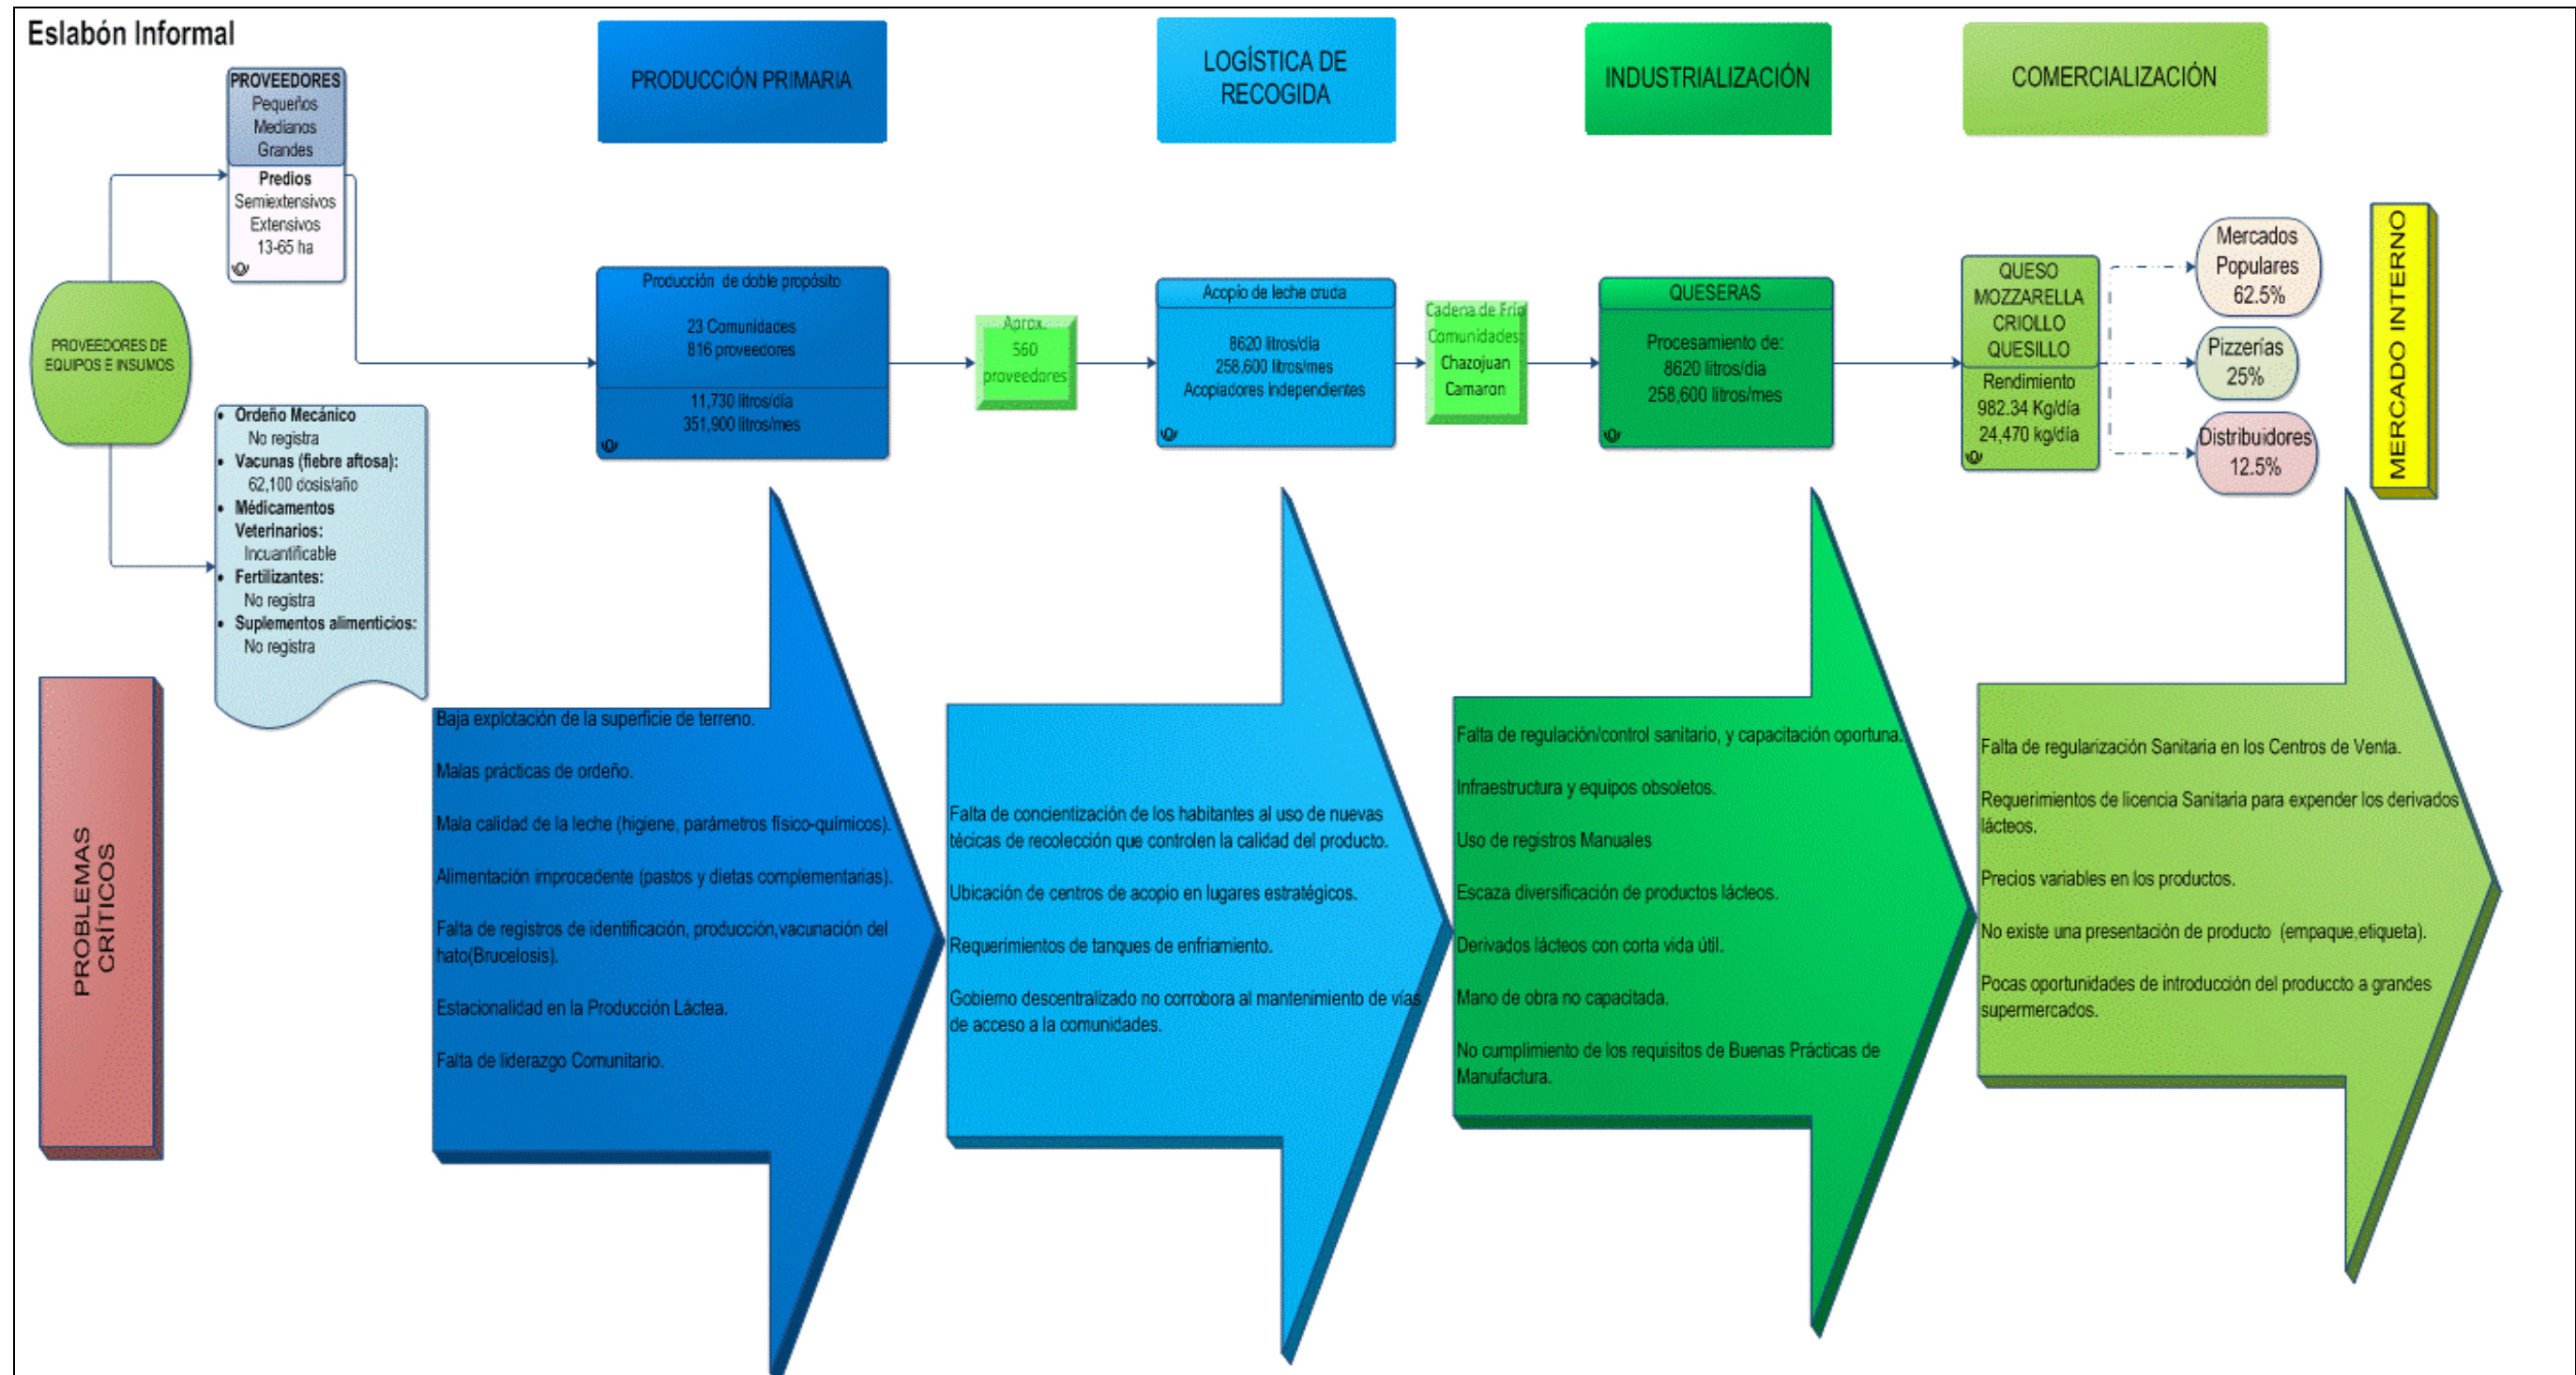 Eslabón Informal
PRODUCCIÓN PRIMARIA
LOGÍSTICA DE
RECOGIDA
INDUSTRIALIZACIÓN
COMERCIALIZACIÓN
PROVEEDORES
Pequeños
Medianos
Grandes
Predios
Semiextensivos
Extensivos
13-65 ha
PROVEEDORES DE
EQUIPOS E INSUMOS
• Ordeño Mecánico
No registra
• Vacunas (fiebre aftosa):
62,100 dosis/año
• Médicamentos
Veterinarios:
Incuantificable
• Fertilizantes:
No registra
• Suplementos alimenticios:
No registra
Producción de doble propósito
23 Comunidades
816 proveedores
11,730 litros/día
351,900 litros/mes
Aprox.
560
proveedores
Acopio de leche cruda
8620 litros/día
258,600 litros/mes
Acopiadores independientes
Cadena de Frío
Comunidades:
Chazojuan
Camaron
QUESERAS
Procesamiento de:
8620 litros/día
258,600 litros/mes
QUESO
MOZZARELLA
CRIOLLO
QUESILLO
Rendimiento
982.34 Kg/día
24,470 kg/día
Mercados
Populares
62.5%
Pizzerías
25%
Distribuidores
12.5%
MERCADO INTERNO
PROBLEMAS
CRÍTICOS
Baja explotación de la superficie de terreno.
Malas prácticas de ordeño.
Mala calidad de la leche (higiene, parámetros físico-químicos).
Alimentación improcedente (pastos y dietas complementarias).
Falta de registros de identificación, producción,vacunación del
hato(Brucelosis).
Estacionalidad en la Producción Láctea.
Falta de liderazgo Comunitario.
Falta de concientización de los habitantes al uso de nuevas
técicas de recolección que controlen la calidad del producto.
Ubicación de centros de acopio en lugares estratégicos.
Requerimientos de tanques de enfriamiento.
Gobierno descentralizado no corrobora al mantenimiento de vías
de acceso a la comunidades.
Falta de regulación/control sanitario, y capacitación oportuna.
Infraestructura y equipos obsoletos.
Uso de registros Manuales
Escaza diversificación de productos lácteos.
Derivados lácteos con corta vida útil.
Mano de obra no capacitada.
No cumplimiento de los requisitos de Buenas Prácticas de
Manufactura.
Falta de regularización Sanitaria en los Centros de Venta.
Requerimientos de licencia Sanitaria para expender los derivados
lácteos.
Precios variables en los productos.
No existe una presentación de producto (empaque,etiqueta).
Pocas oportunidades de introducción del produccto a grandes
supermercados.